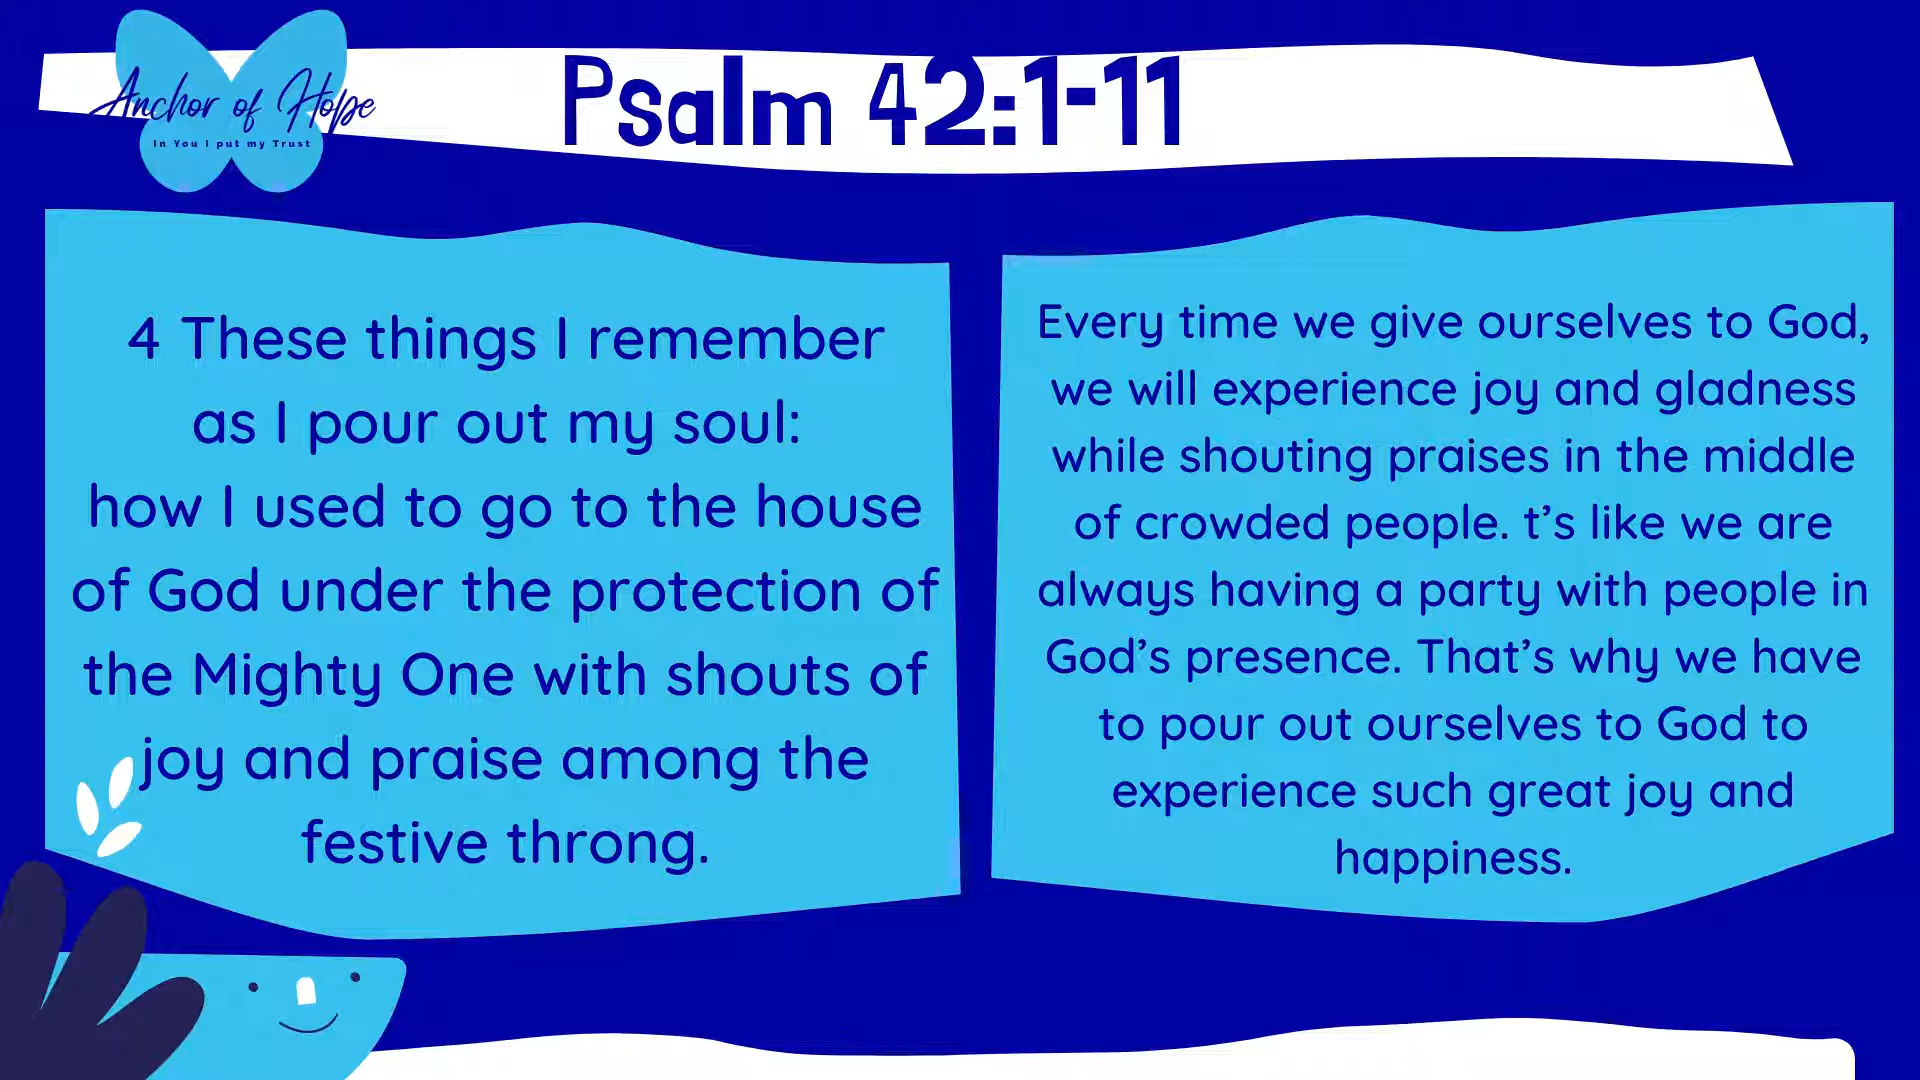 Anchor of Hope
In You I put my Trust
Psalm 42:1-11
4 These things I remember
as I pour out my soul:
how I used to go to the house
of God under the protection of
the Mighty One with shouts of
joy and praise among the
festive throng.
Every time we give ourselves to God,
we will experience joy and gladness
while shouting praises in the middle
of crowded people. t’s like we are
always having a party with people in
God’s presence. That’s why we have
to pour out ourselves to God to
experience such great joy and
happiness.